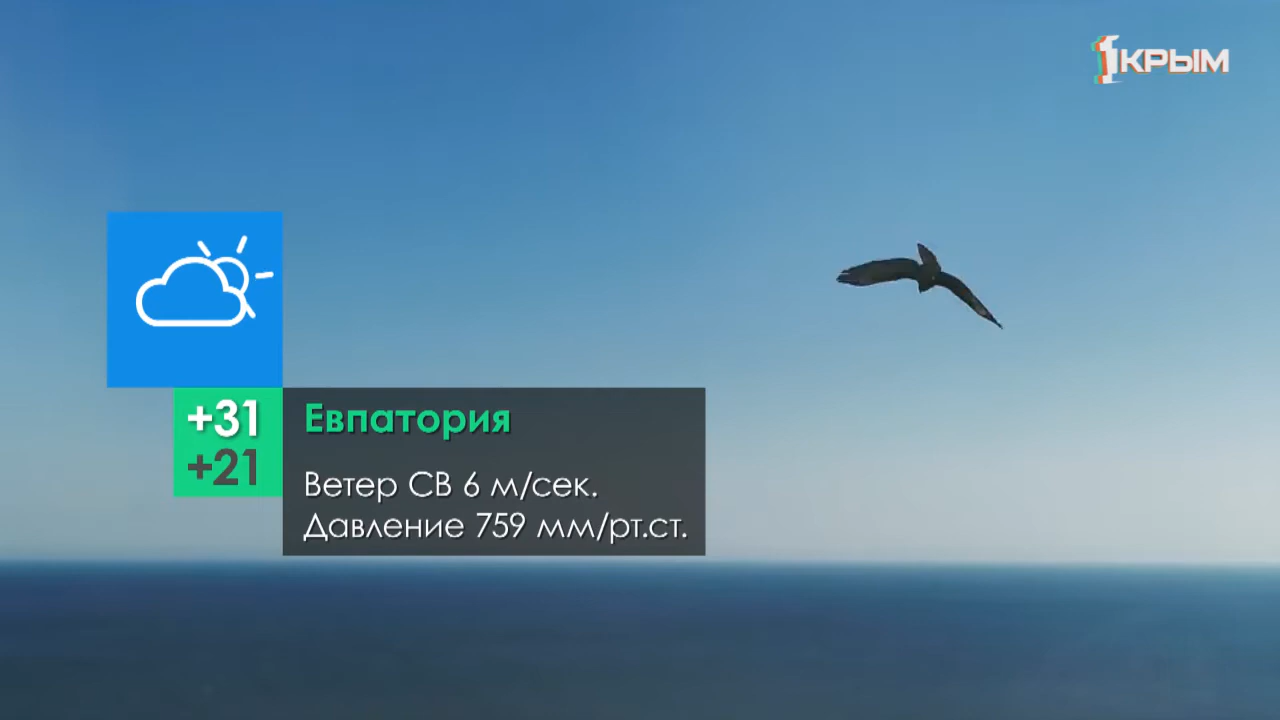 1КРЫМ
+31
+21
Евпатория
Ветер СВ 6 м/сек.
Давление 759 мм/рт.ст.